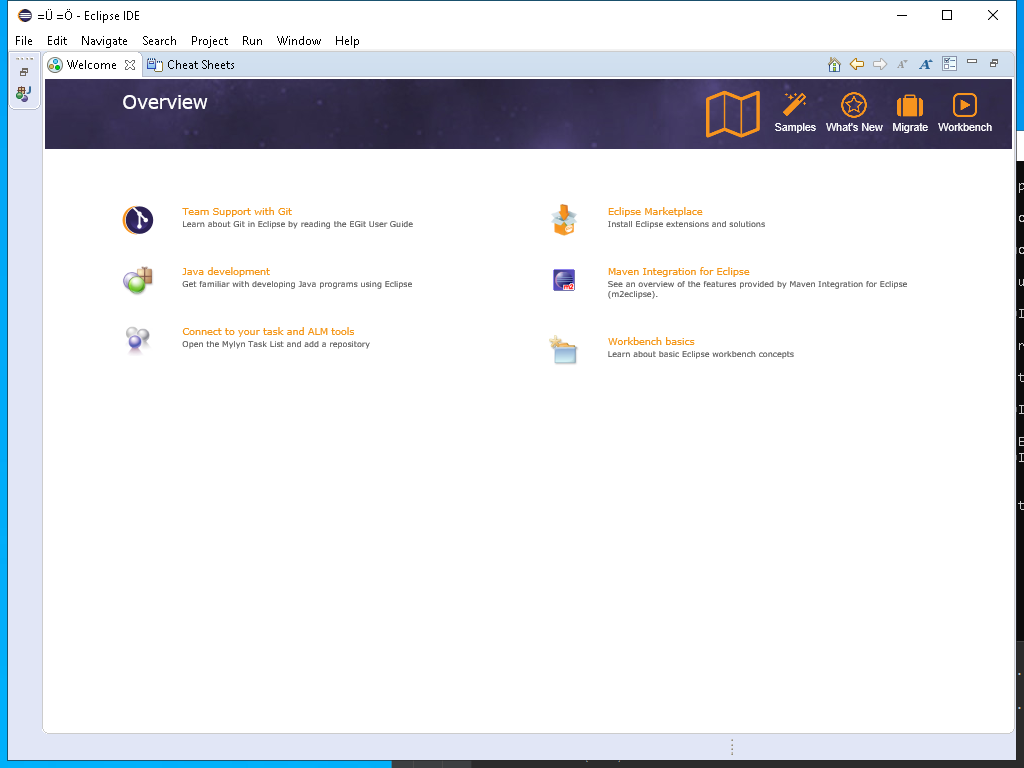 =Ü =Ö - Eclipse IDE
File Edit Navigate Search Project Run Window Help
Welcome Cheat Sheets
Overview
Samples What's New Migrate Workbench
Team Support with Git
Learn about Git in Eclipse by reading the EGit User Guide
Eclipse Marketplace
Install Eclipse extensions and solutions
Java development
Get familiar with developing Java programs using Eclipse
Maven Integration for Eclipse
See an overview of the features provided by Maven Integration for Eclipse
(m2eclipse).
Connect to your task and ALM tools
Open the Mylyn Task List and add a repository
Workbench basics
Learn about basic Eclipse workbench concepts